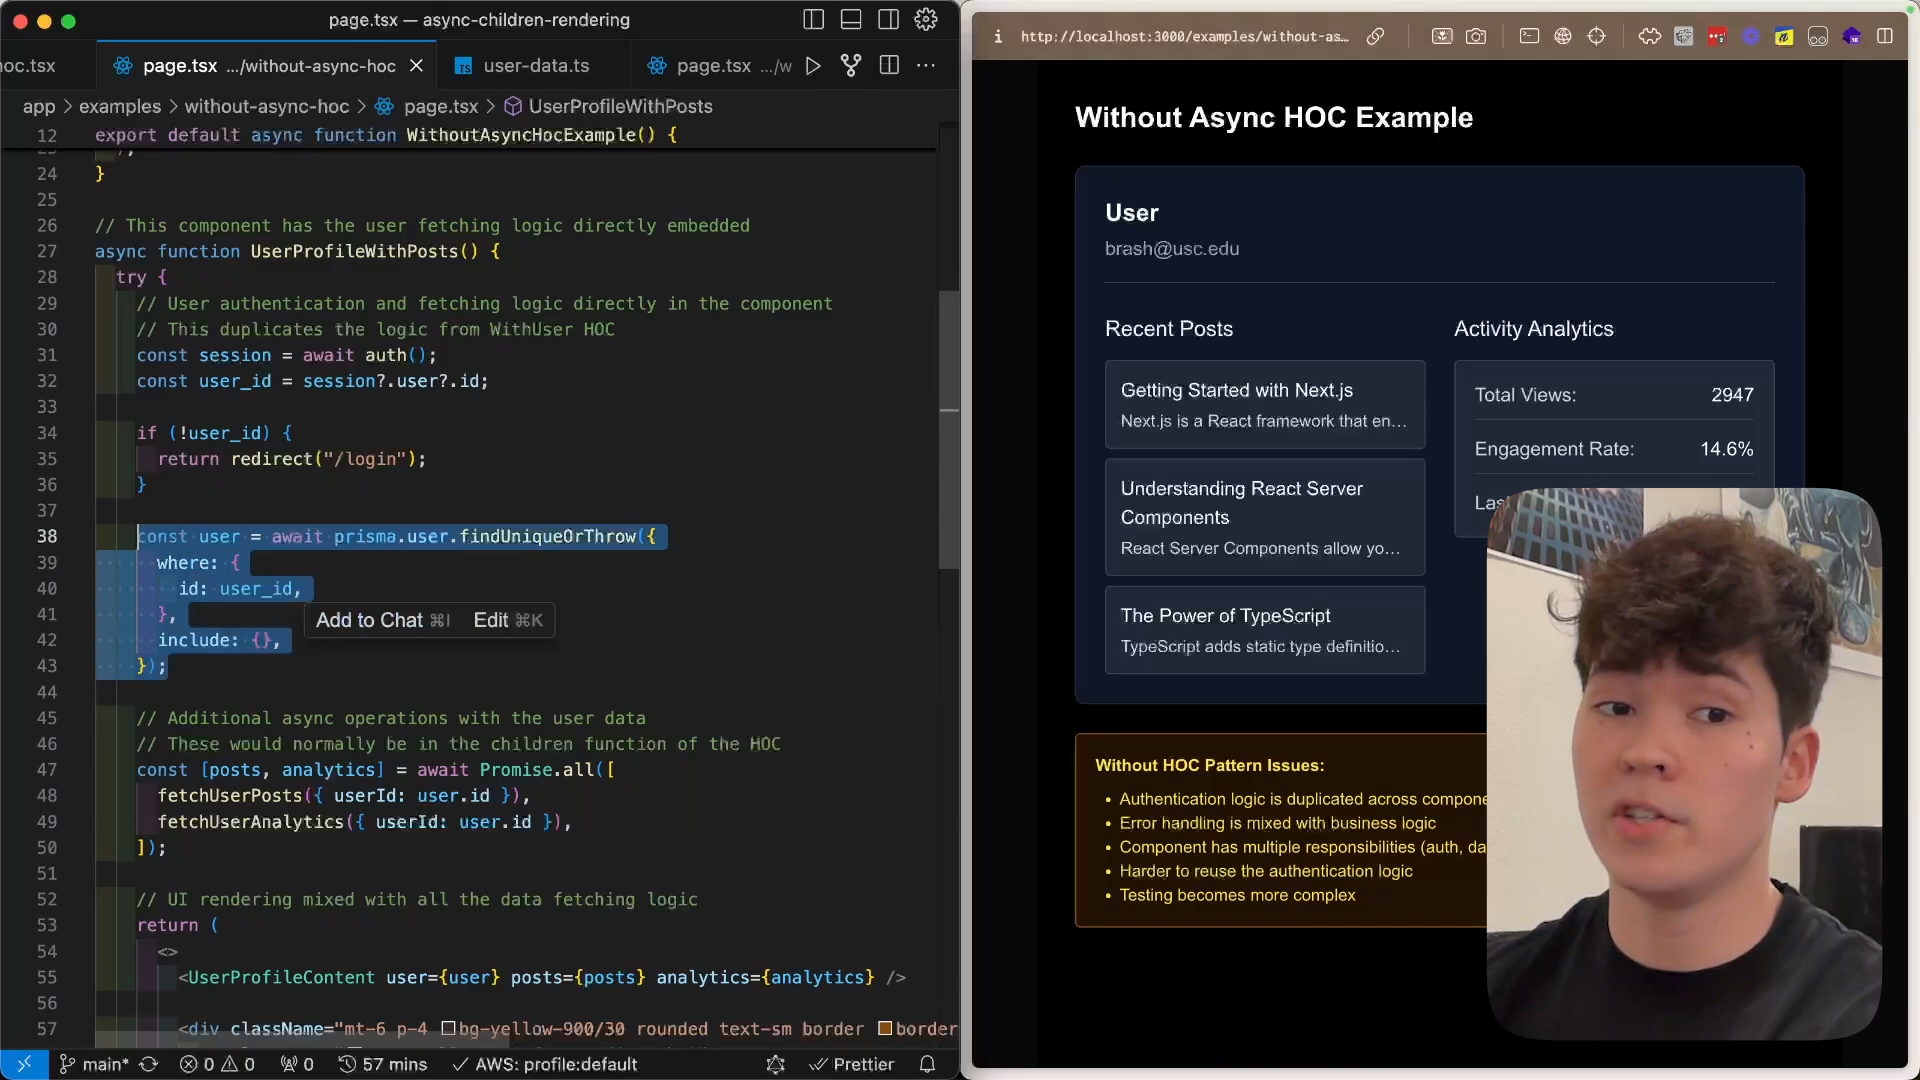 page.tsx — async-children-rendering
oc.tsx
page.tsx .../without-async-hoc
user-data.ts
page.tsx .../w
app > examples > without-async-hoc > page.tsx > UserProfileWithPosts
12 export default async function WithoutAsyncHocExample() {
24 }
25
26 // This component has the user fetching logic directly embedded
27 async function UserProfileWithPosts() {
28 try {
29 // User authentication and fetching logic directly in the component
30 // This duplicates the logic from WithUser HOC
31 const session = await auth();
32 const user_id = session?.user?.id;
33
34 if (!user_id) {
35 return redirect("/login");
36 }
37
38 const user = await prisma.user.findUniqueOrThrow({
39 where: {
40 id: user_id,
41 },
42 include: {},
43 });
Add to Chat ⌘I Edit ⌘K
44
45 // Additional async operations with the user data
46 // These would normally be in the children function of the HOC
47 const [posts, analytics] = await Promise.all([
48 fetchUserPosts({ userId: user.id }),
49 fetchUserAnalytics({ userId: user.id }),
50 ]);
51
52 // UI rendering mixed with all the data fetching logic
53 return (
54 <>
55 <UserProfileContent user={user} posts={posts} analytics={analytics} />
56
57 <div className="mt-6 p-4 bg-yellow-900/30 rounded text-sm border border
main* 0 0 0 57 mins AWS: profile:default Prettier
http://localhost:3000/examples/without-as…
Without Async HOC Example
User
brash@usc.edu
Recent Posts
Getting Started with Next.js
Next.js is a React framework that en...
Understanding React Server
Components
React Server Components allow yo...
The Power of TypeScript
TypeScript adds static type definitio...
Activity Analytics
Total Views: 2947
Engagement Rate: 14.6%
Las
Without HOC Pattern Issues:
• Authentication logic is duplicated across compone
• Error handling is mixed with business logic
• Component has multiple responsibilities (auth, da
• Harder to reuse the authentication logic
• Testing becomes more complex